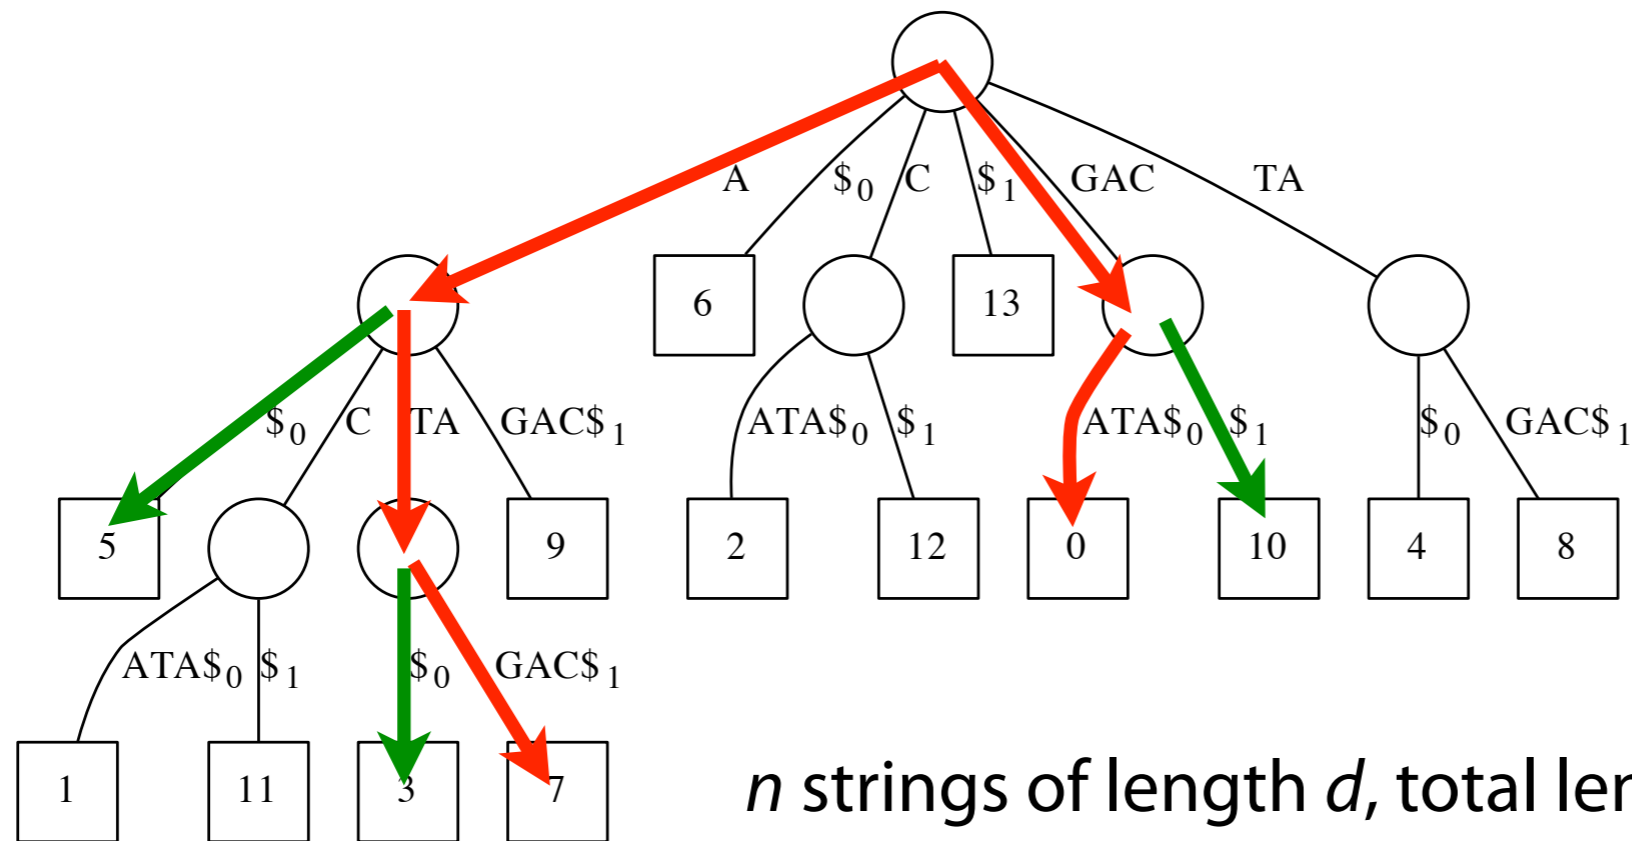 A $0 C $1 GAC TA
6 13
$0 C TA GAC$1 ATA$0 $1 ATA$0 $1 $0 GAC$1
5 9 2 12 0 10 4 8
ATA$0 $1 $0 GAC$1
1 11 3 7
n strings of length d, total len